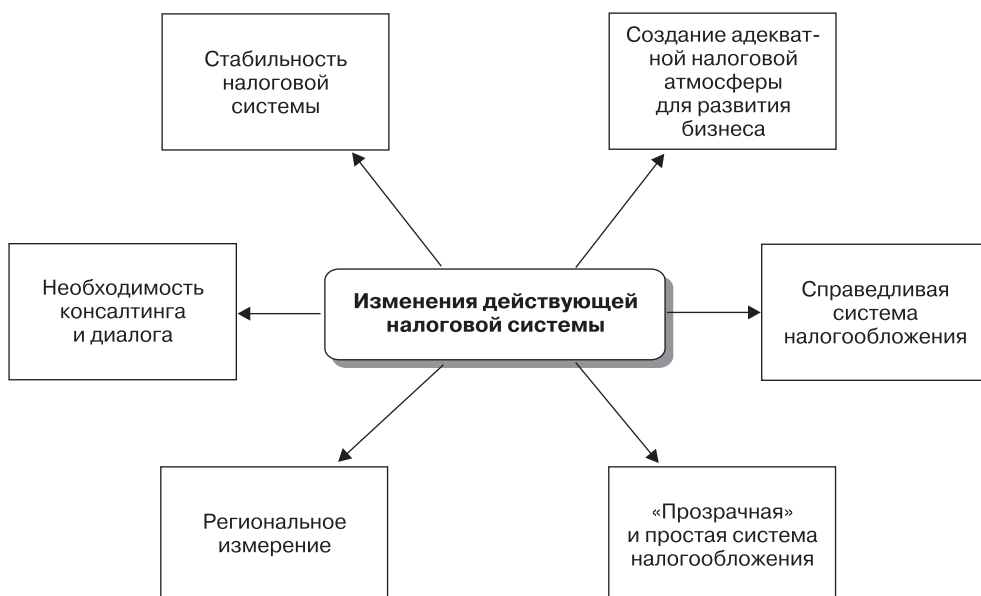 Стабильность
налоговой
системы
Создание адекват-
ной налоговой
атмосферы
для развития
бизнеса
Необходимость
консалтинга
и диалога
Изменения действующей
налоговой системы
Справедливая
система
налогообложения
Региональное
измерение
«Прозрачная»
и простая система
налогообложения